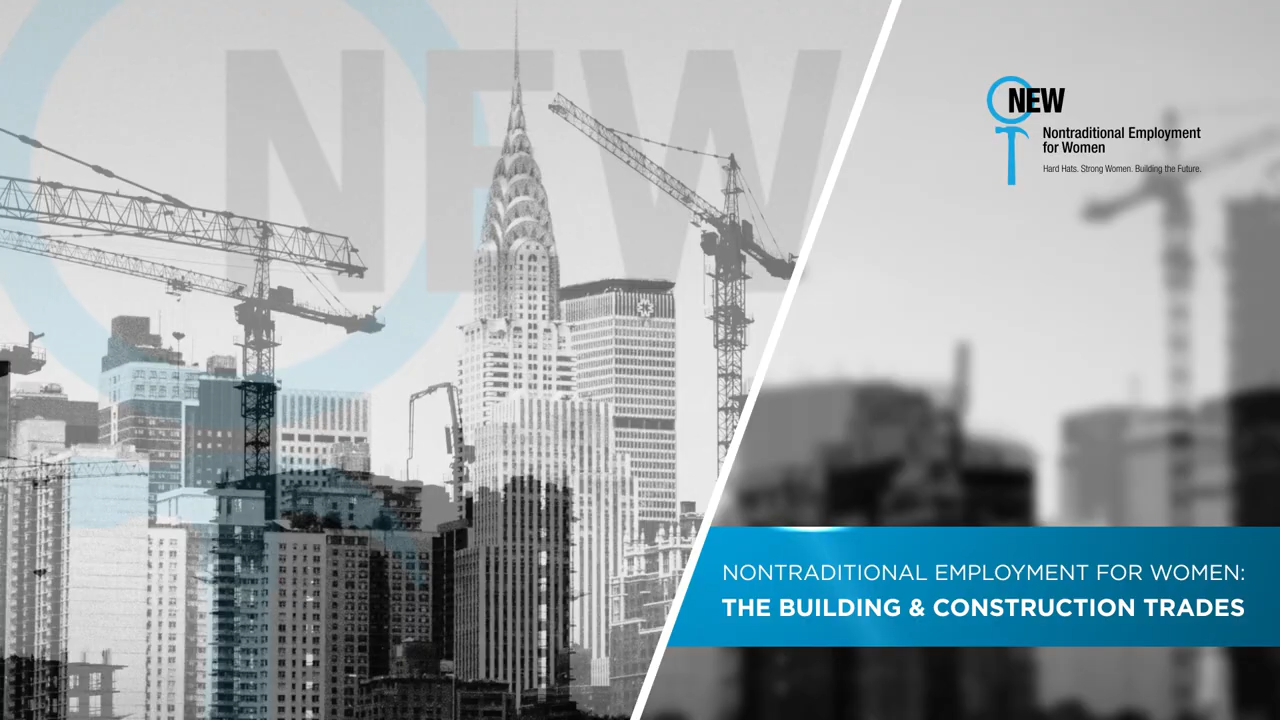 NEW
NEW
Nontraditional Employment
for Women
Hard Hats. Strong Women. Building the Future.
NONTRADITIONAL EMPLOYMENT FOR WOMEN:
THE BUILDING & CONSTRUCTION TRADES